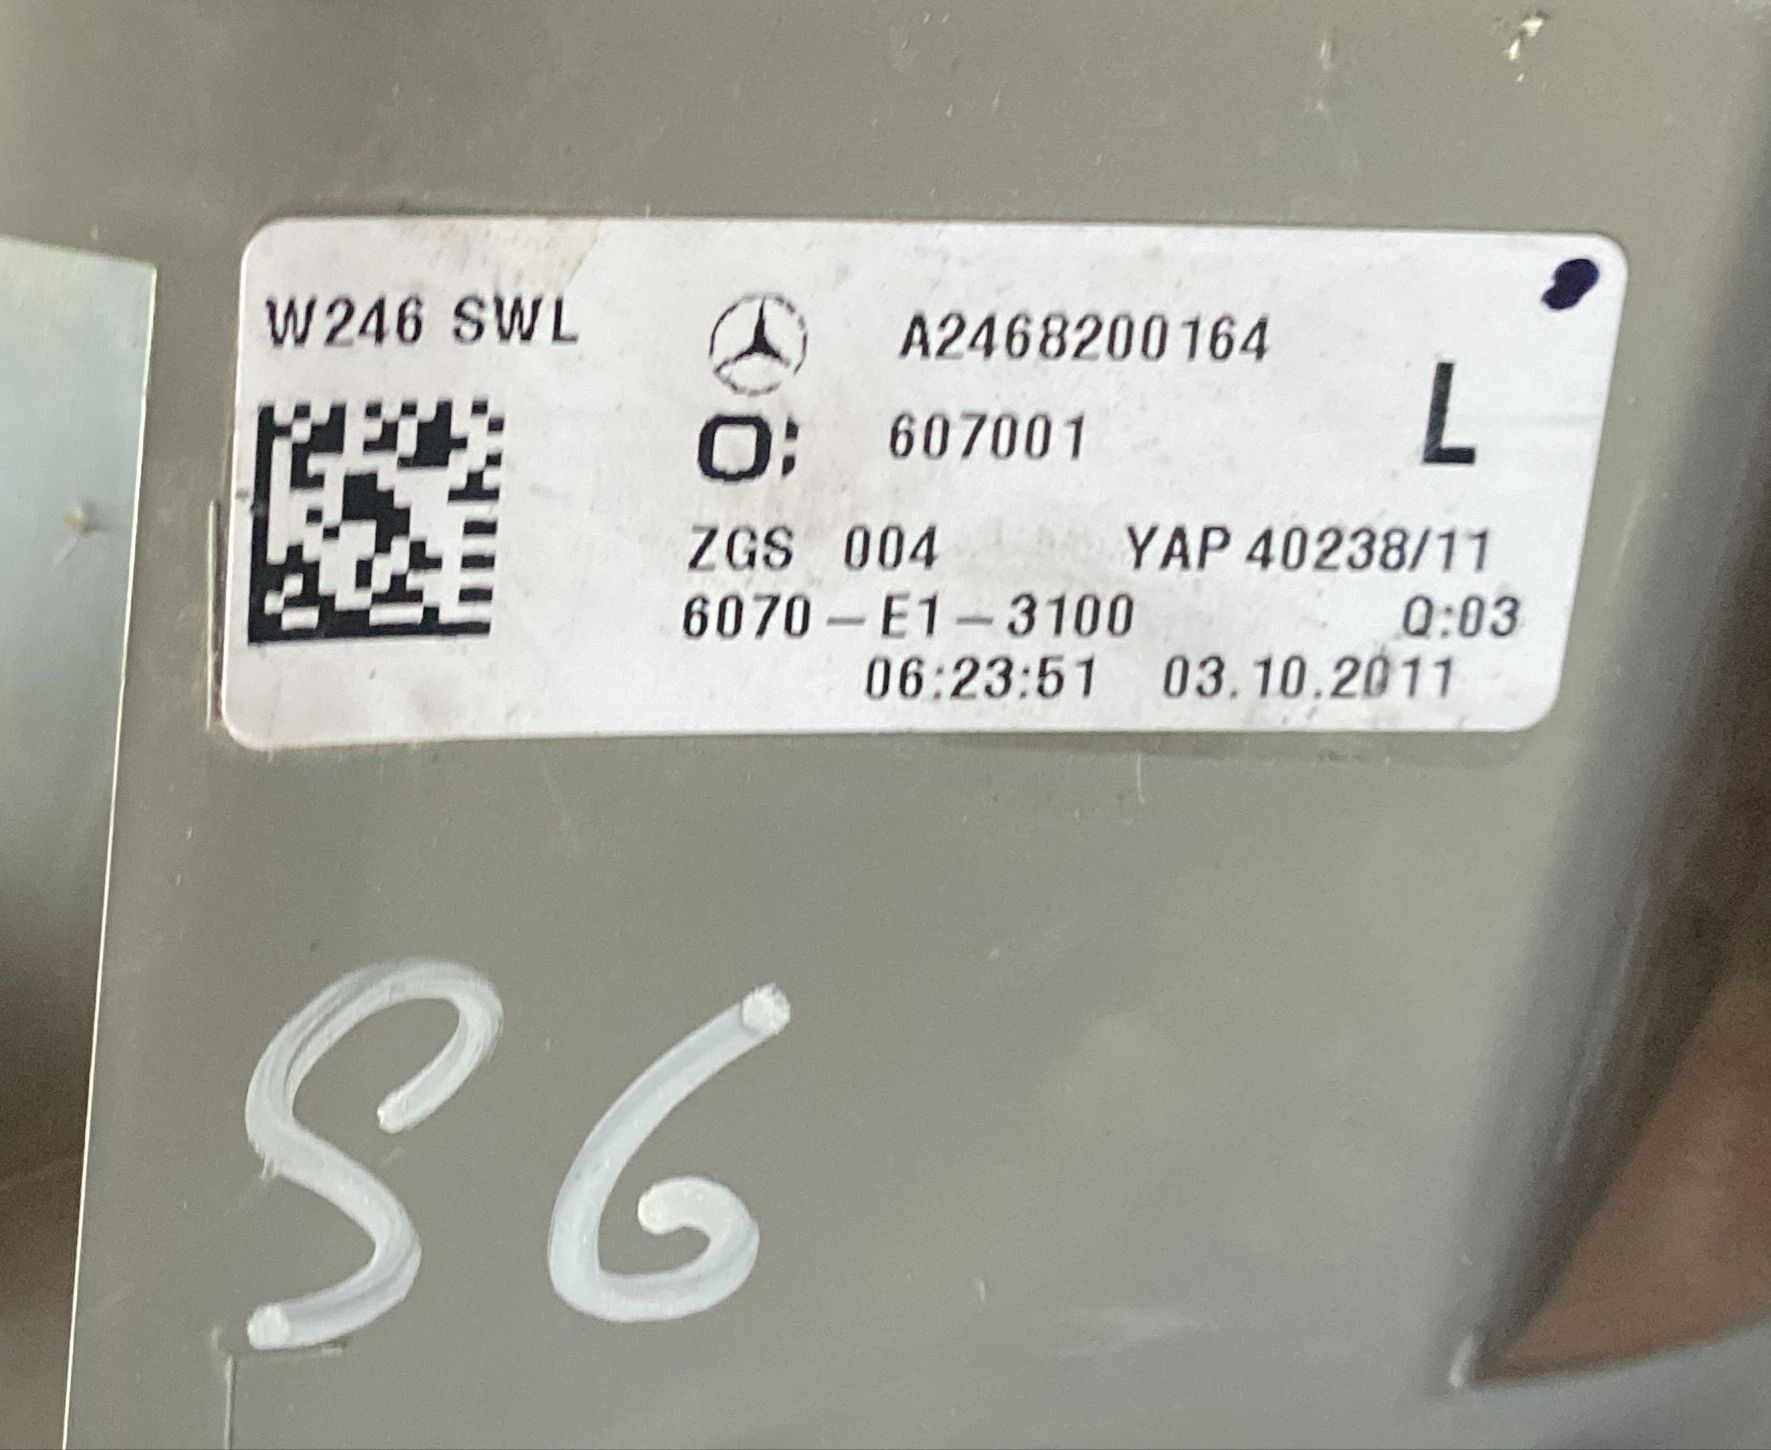 W246 SWL
A2468200164
607001
L
ZGS 004 YAP 40238/11
6070-E1-3100 Q:03
06:23:51 03.10.2011
S6